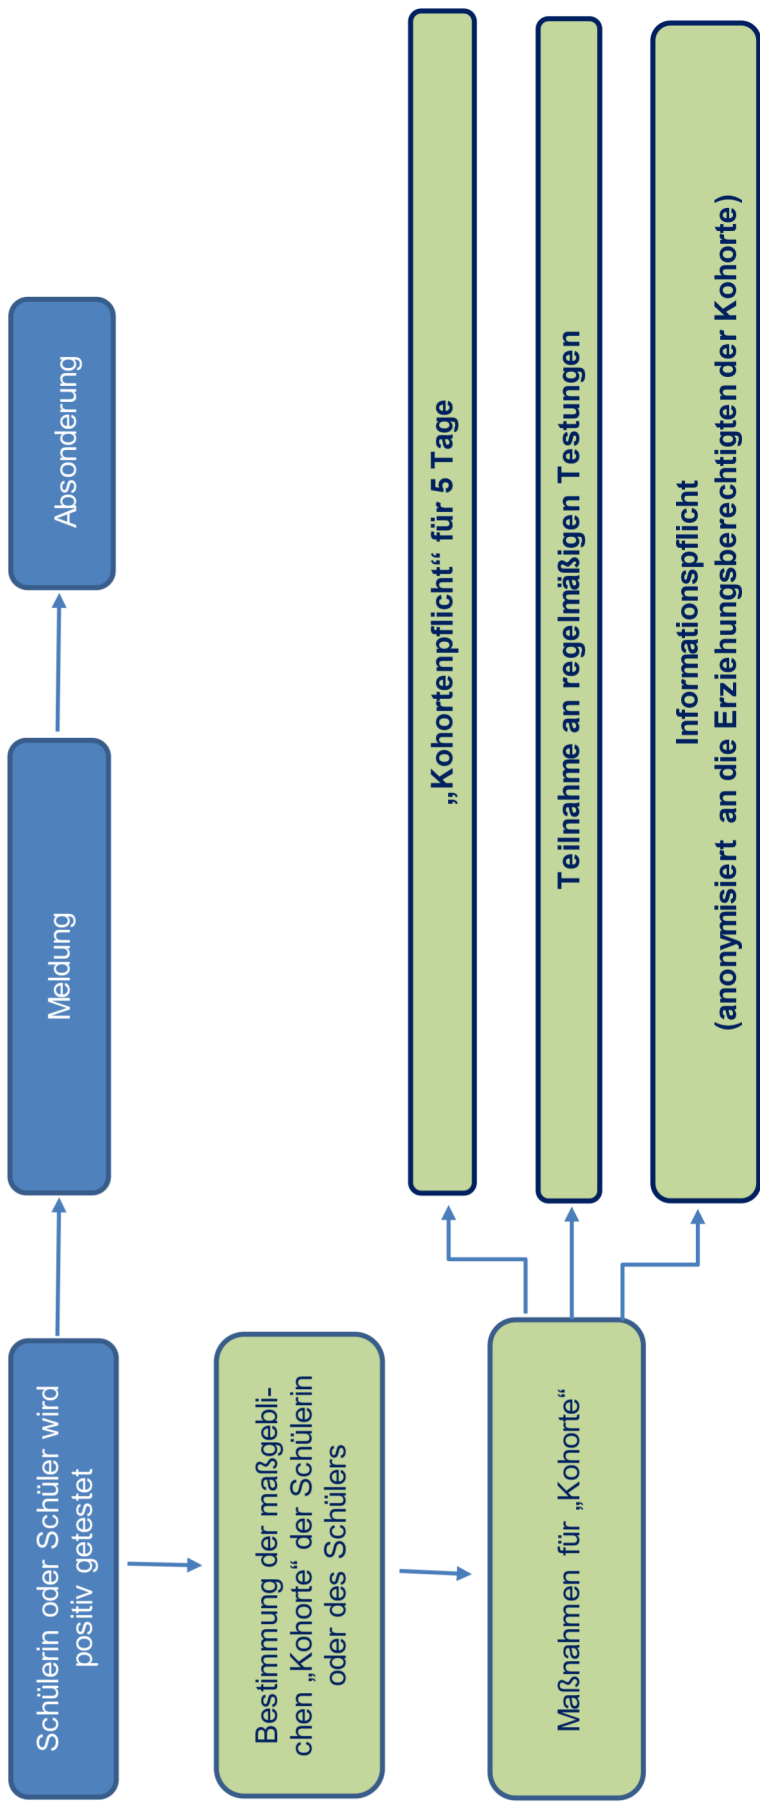 Schülerin oder Schüler wird
positiv getestet
Meldung
Absonderung
Bestimmung der maßgebli-
chen „Kohorte“ der Schülerin
oder des Schülers
Maßnahmen für „Kohorte“
„Kohortenpflicht“ für 5 Tage
Teilnahme an regelmäßigen Testungen
Informationspflicht
(anonymisiert an die Erziehungsberechtigten der Kohorte)